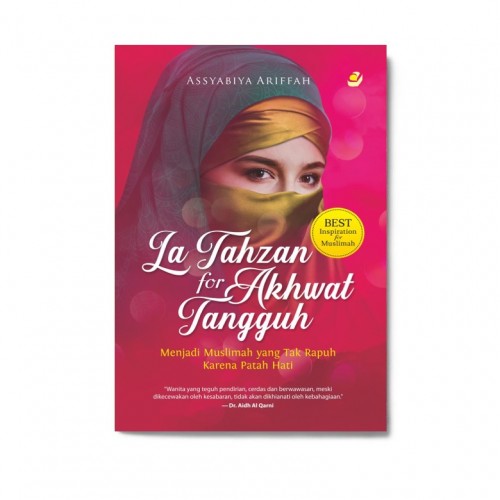 ASSYABIYA ARIFFAH
BEST
Inspiration
for
Muslimah
La Tahzan
for Akhwat
Tangguh
Menjadi Muslimah yang Tak Rapuh
Karena Patah Hati
"Wanita yang teguh pendirian, cerdas dan berwawasan, meski
dikecewakan oleh kesabaran, tidak akan dikhianati oleh kebahagiaan."
— Dr. Aidh Al Qarni